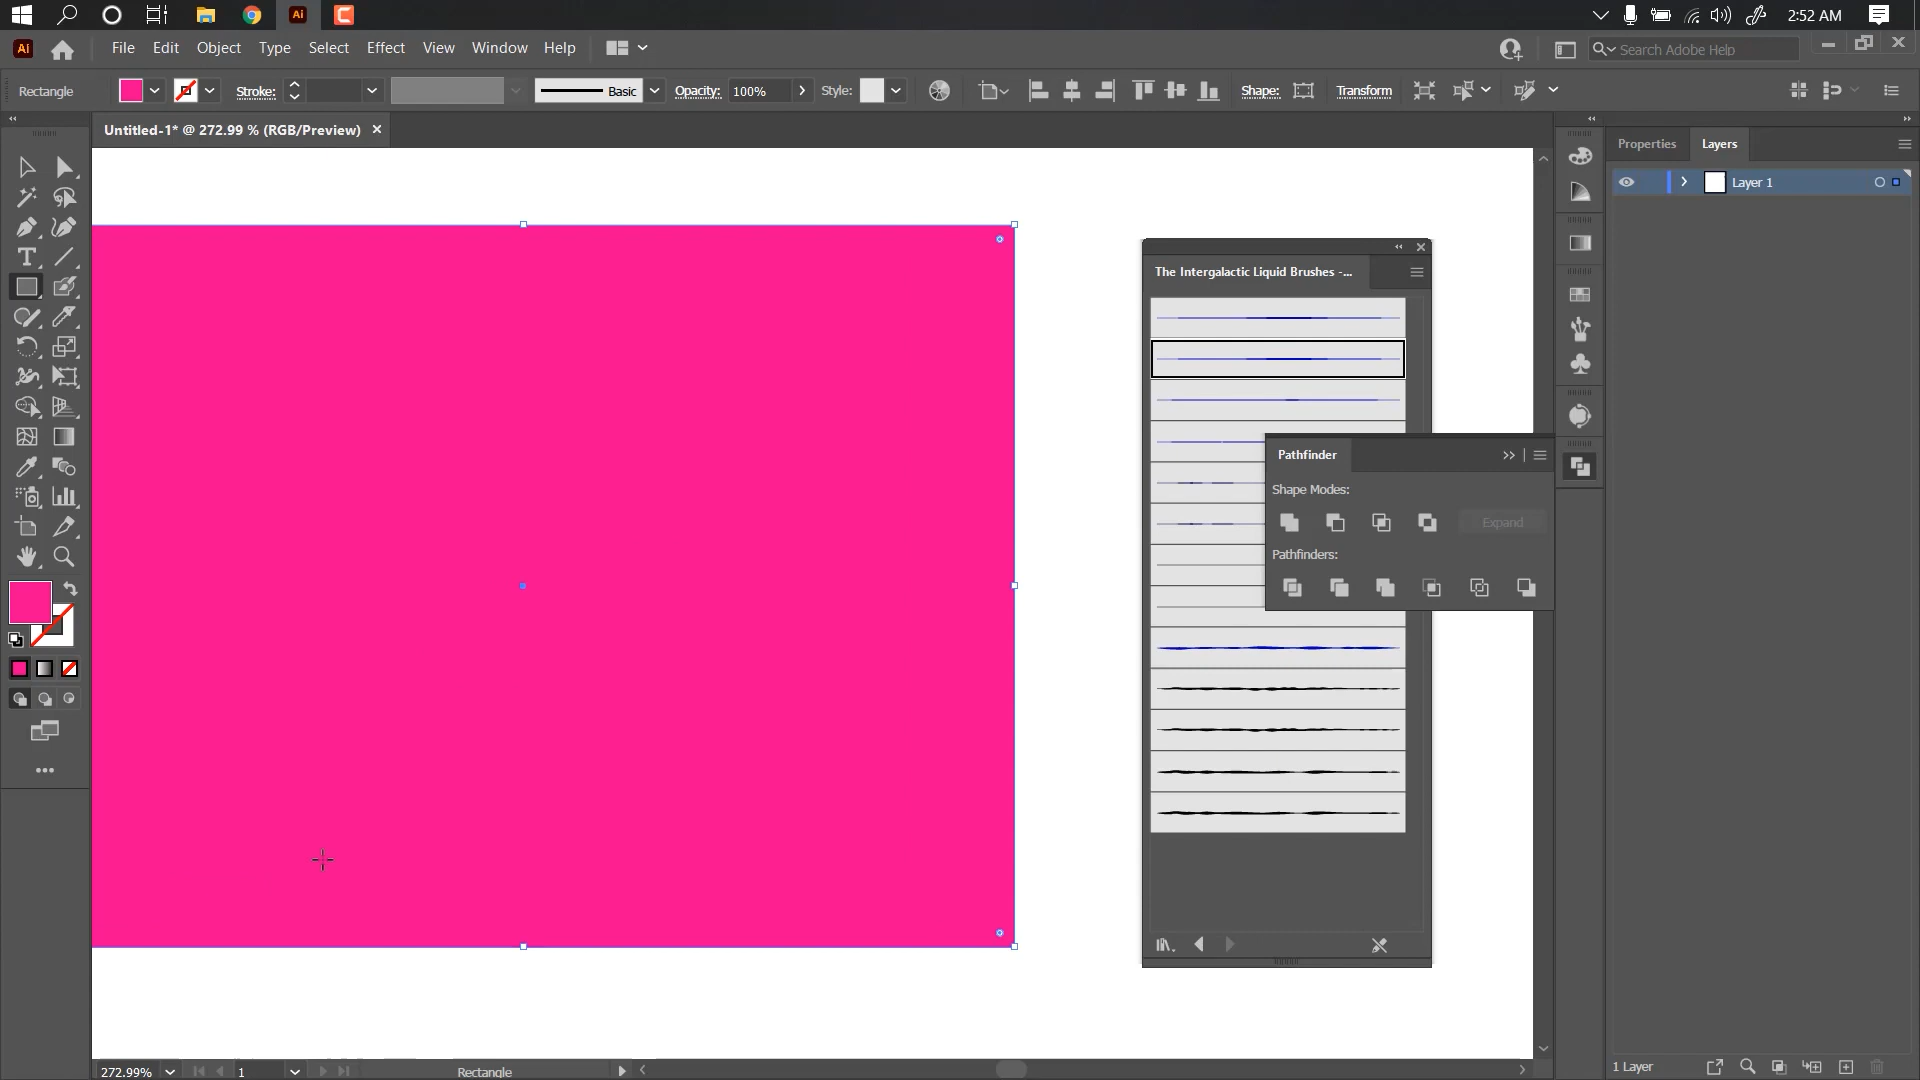 Ai
2:52 AM
Ai
File Edit Object Type Select Effect View Window Help
Search Adobe Help
Rectangle
Stroke:
Basic
Opacity: 100%
Style:
Shape:
Transform
Untitled-1* @ 272.99 % (RGB/Preview)
Properties
Layers
Layer 1
The Intergalactic Liquid Brushes -...
Pathfinder
Shape Modes:
Expand
Pathfinders:
272.99%
1
Rectangle
1 Layer